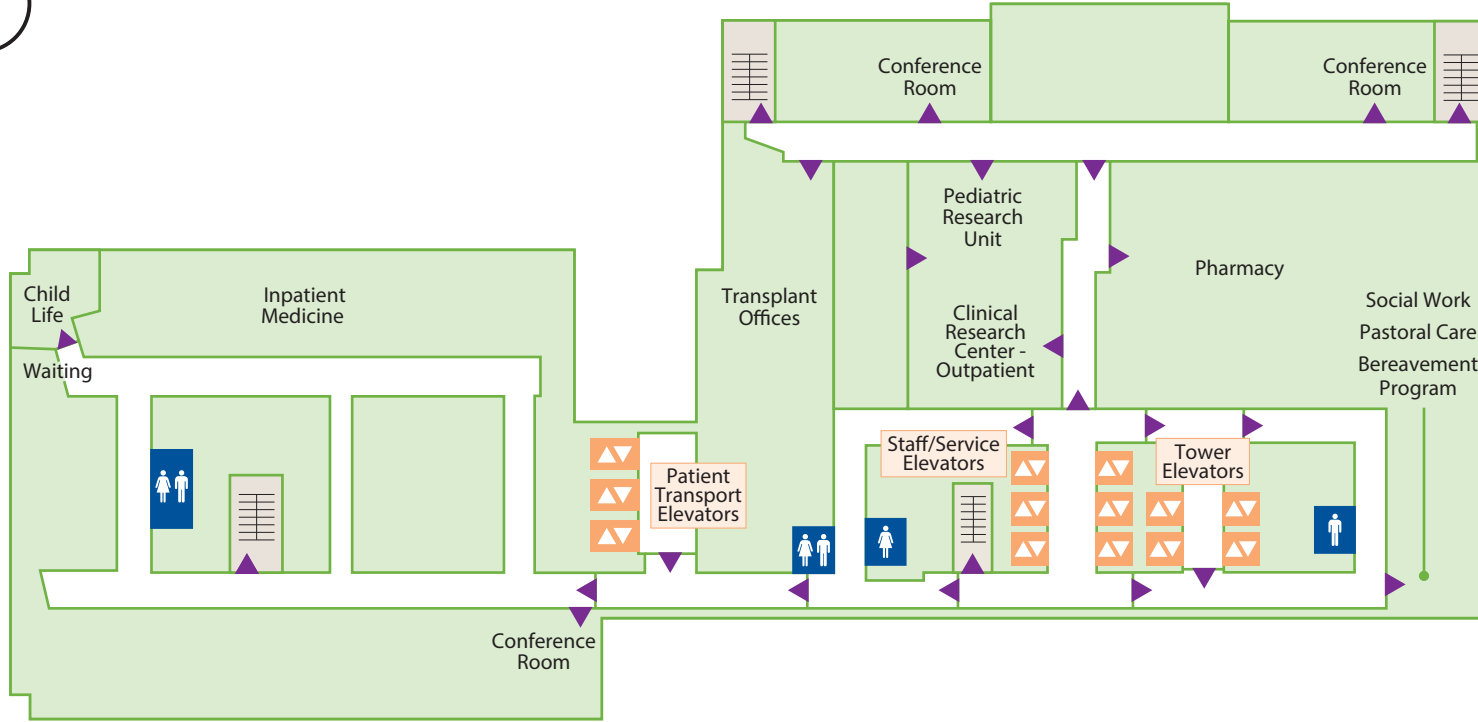 Conference
Room
Conference
Room
Pediatric
Research
Unit
Child
Life
Inpatient
Medicine
Transplant
Offices
Pharmacy
Clinical
Research
Center -
Outpatient
Social Work
Pastoral Care
Bereavement
Program
Waiting
Staff/Service
Elevators
Tower
Elevators
Patient
Transport
Elevators
Conference
Room